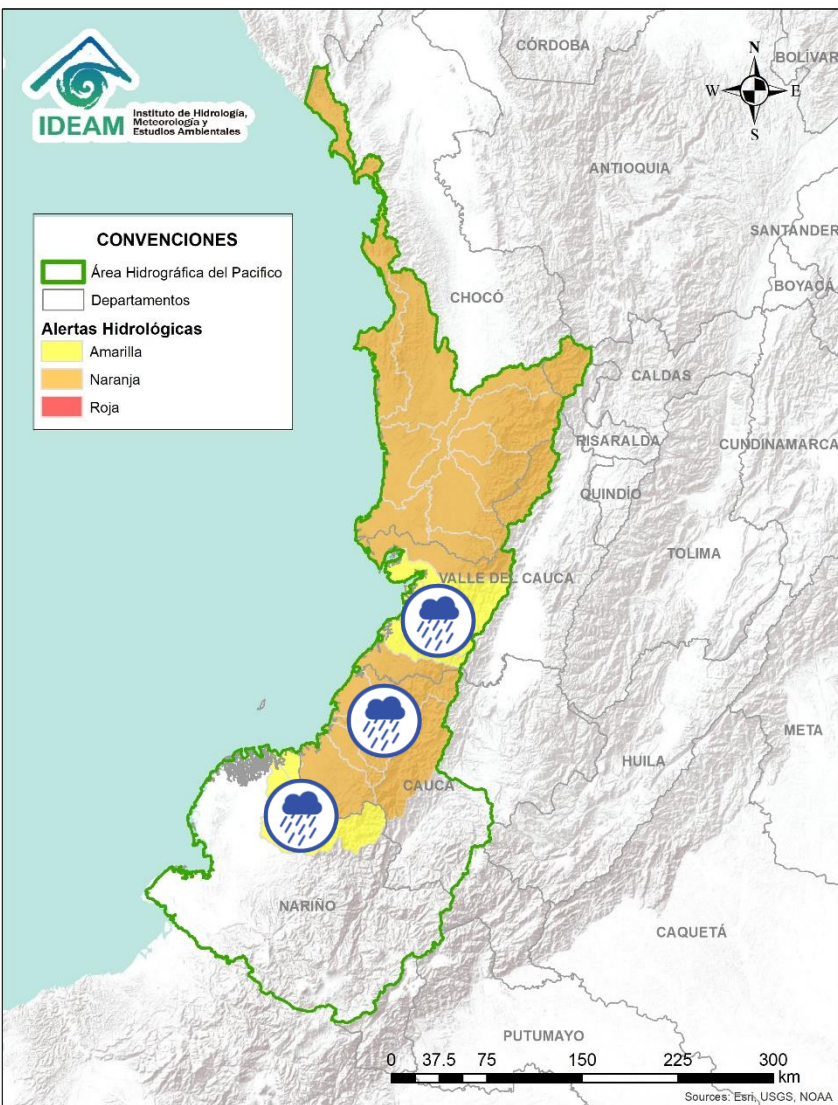 IDEAM
Instituto de Hidrología,
Meteorología y
Estudios Ambientales
N
W
E
S
CÓRDOBA
BOLÍVAR
ANTIOQUIA
SANTANDER
BOYACÁ
CHOCÓ
CALDAS
RISARALDA
CUNDINAMARCA
QUINDÍO
TOLIMA
VALLE DEL CAUCA
META
HUILA
CAUCA
NARIÑO
CAQUETÁ
PUTUMAYO
CONVENCIONES
Área Hidrográfica del Pacifico
Departamentos
Alertas Hidrológicas
Amarilla
Naranja
Roja
0 37.5 75 150 225 300
km
Sources: Esri, USGS, NOAA